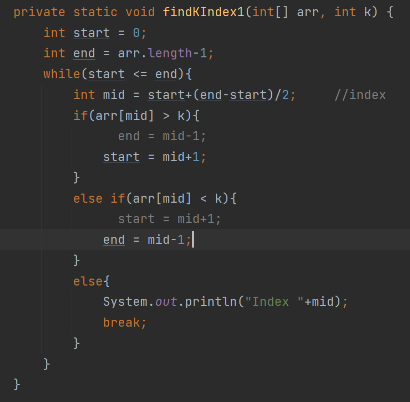 private static void findKIndex1(int[] arr, int k) {
int start = 0;
int end = arr.length-1;
while(start <= end){
int mid = start+(end-start)/2; //index
if(arr[mid] > k){
end = mid-1;
start = mid+1;
}
else if(arr[mid] < k){
start = mid+1;
end = mid-1;
}
else{
System.out.println("Index "+mid);
break;
}
}
}